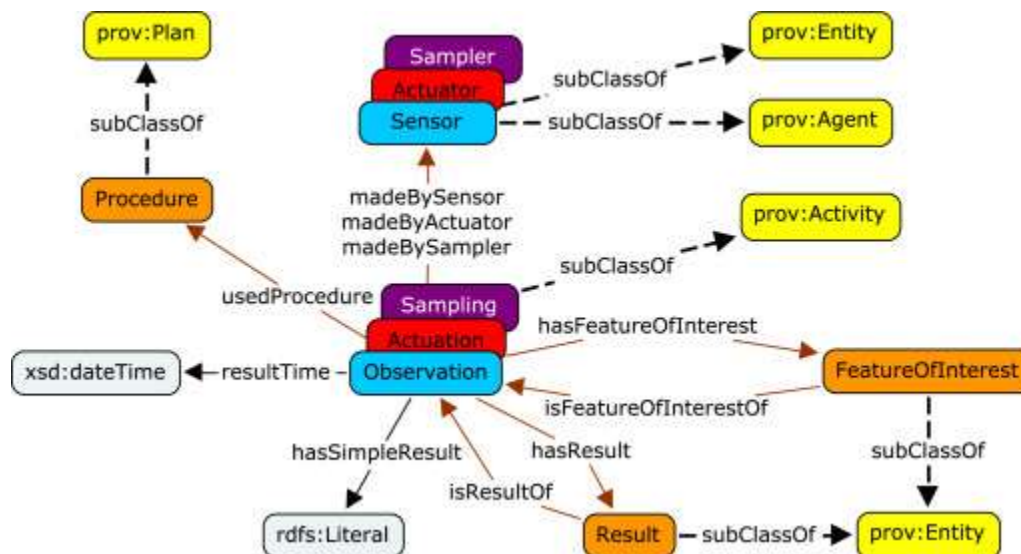 prov:Plan
Sampler
prov:Entity
Actuator
subClassOf
Sensor
subClassOf
prov:Agent
subClassOf
Procedure
madeBySensor
madeByActuator
madeBySampler
prov:Activity
subClassOf
usedProcedure
Sampling
hasFeatureOfInterest
Actuation
xsd:dateTime
resultTime
Observation
FeatureOfInterest
isFeatureOfInterestOf
hasSimpleResult
hasResult
subClassOf
isResultOf
rdfs:Literal
Result
subClassOf
prov:Entity